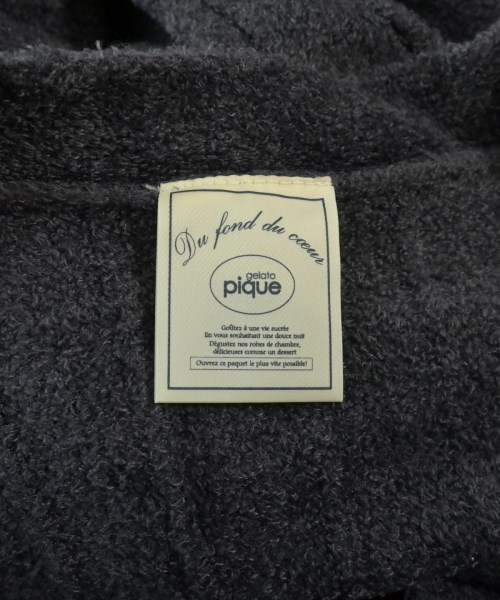 Du fond du cœur
gelato
pique
Goûtez à une vie sucrée
En vous souhaitant une douce nuit
Dégustez nos robes de chambre,
délicieuses comme un dessert
Ouvrez ce paquet le plus vite possible!